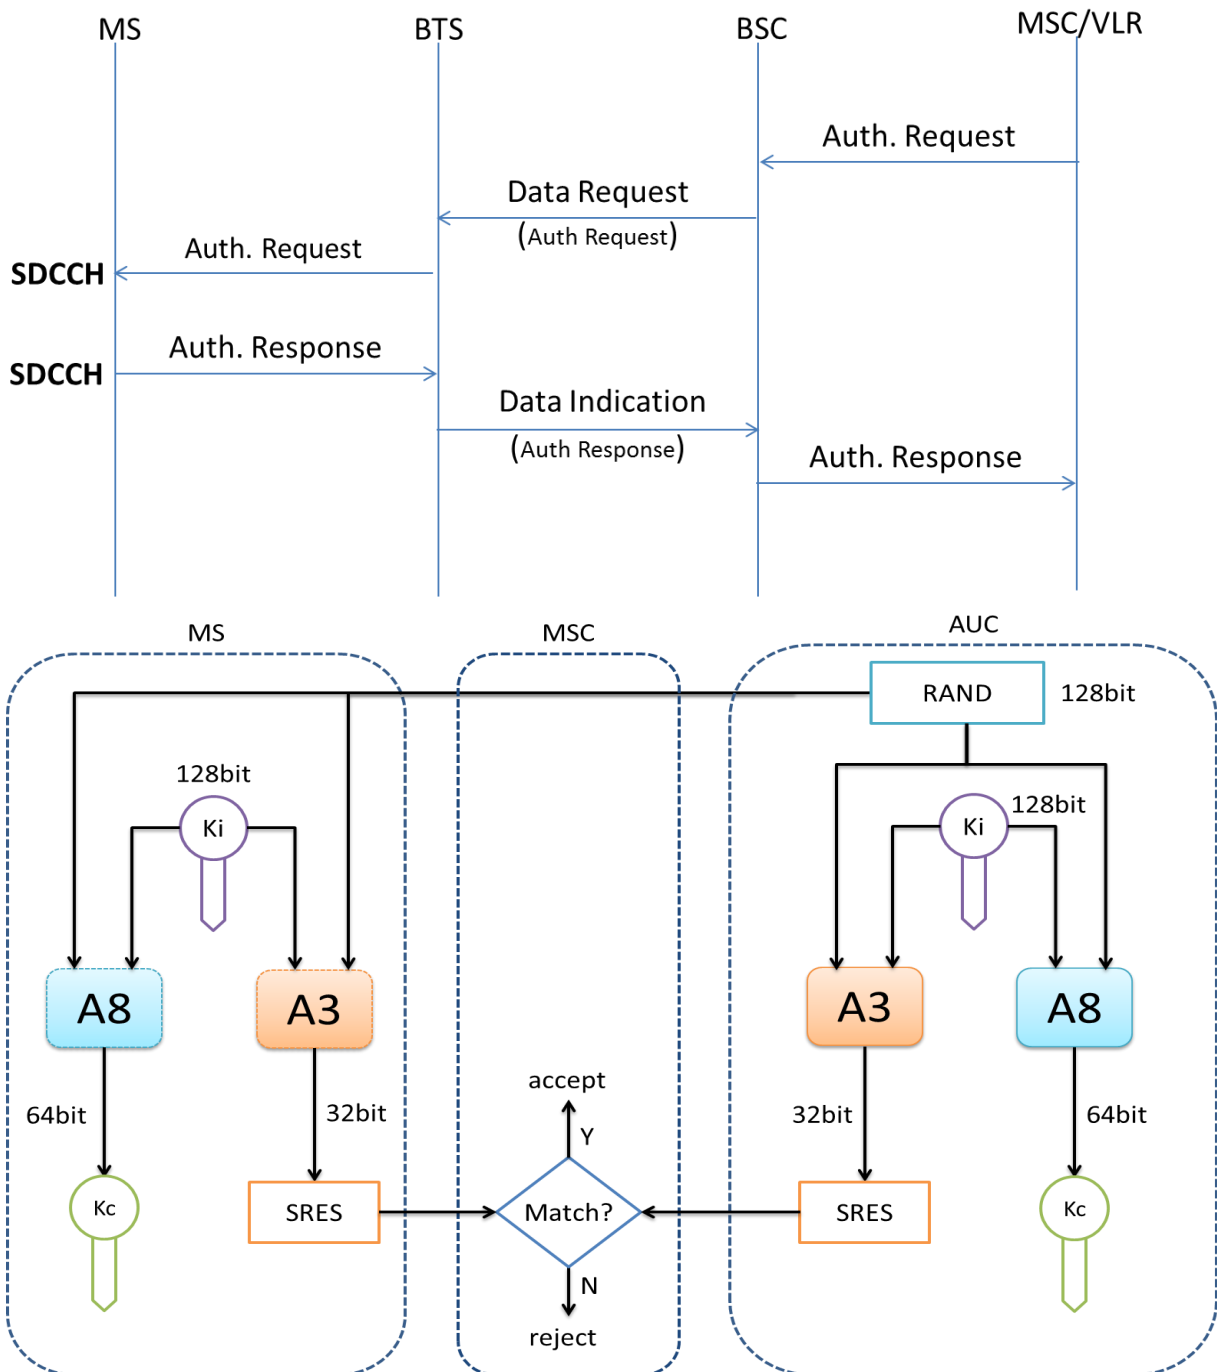 MS
BTS
BSC
MSC/VLR
Auth. Request
Data Request
(Auth Request)
Auth. Request
SDCCH
Auth. Response
SDCCH
Data Indication
(Auth Response)
Auth. Response
MS
MSC
AUC
RAND
128bit
128bit
Ki
128bit
Ki
A8
A3
A3
A8
accept
64bit
32bit
32bit
64bit
Y
Kc
SRES
Match?
SRES
Kc
N
reject